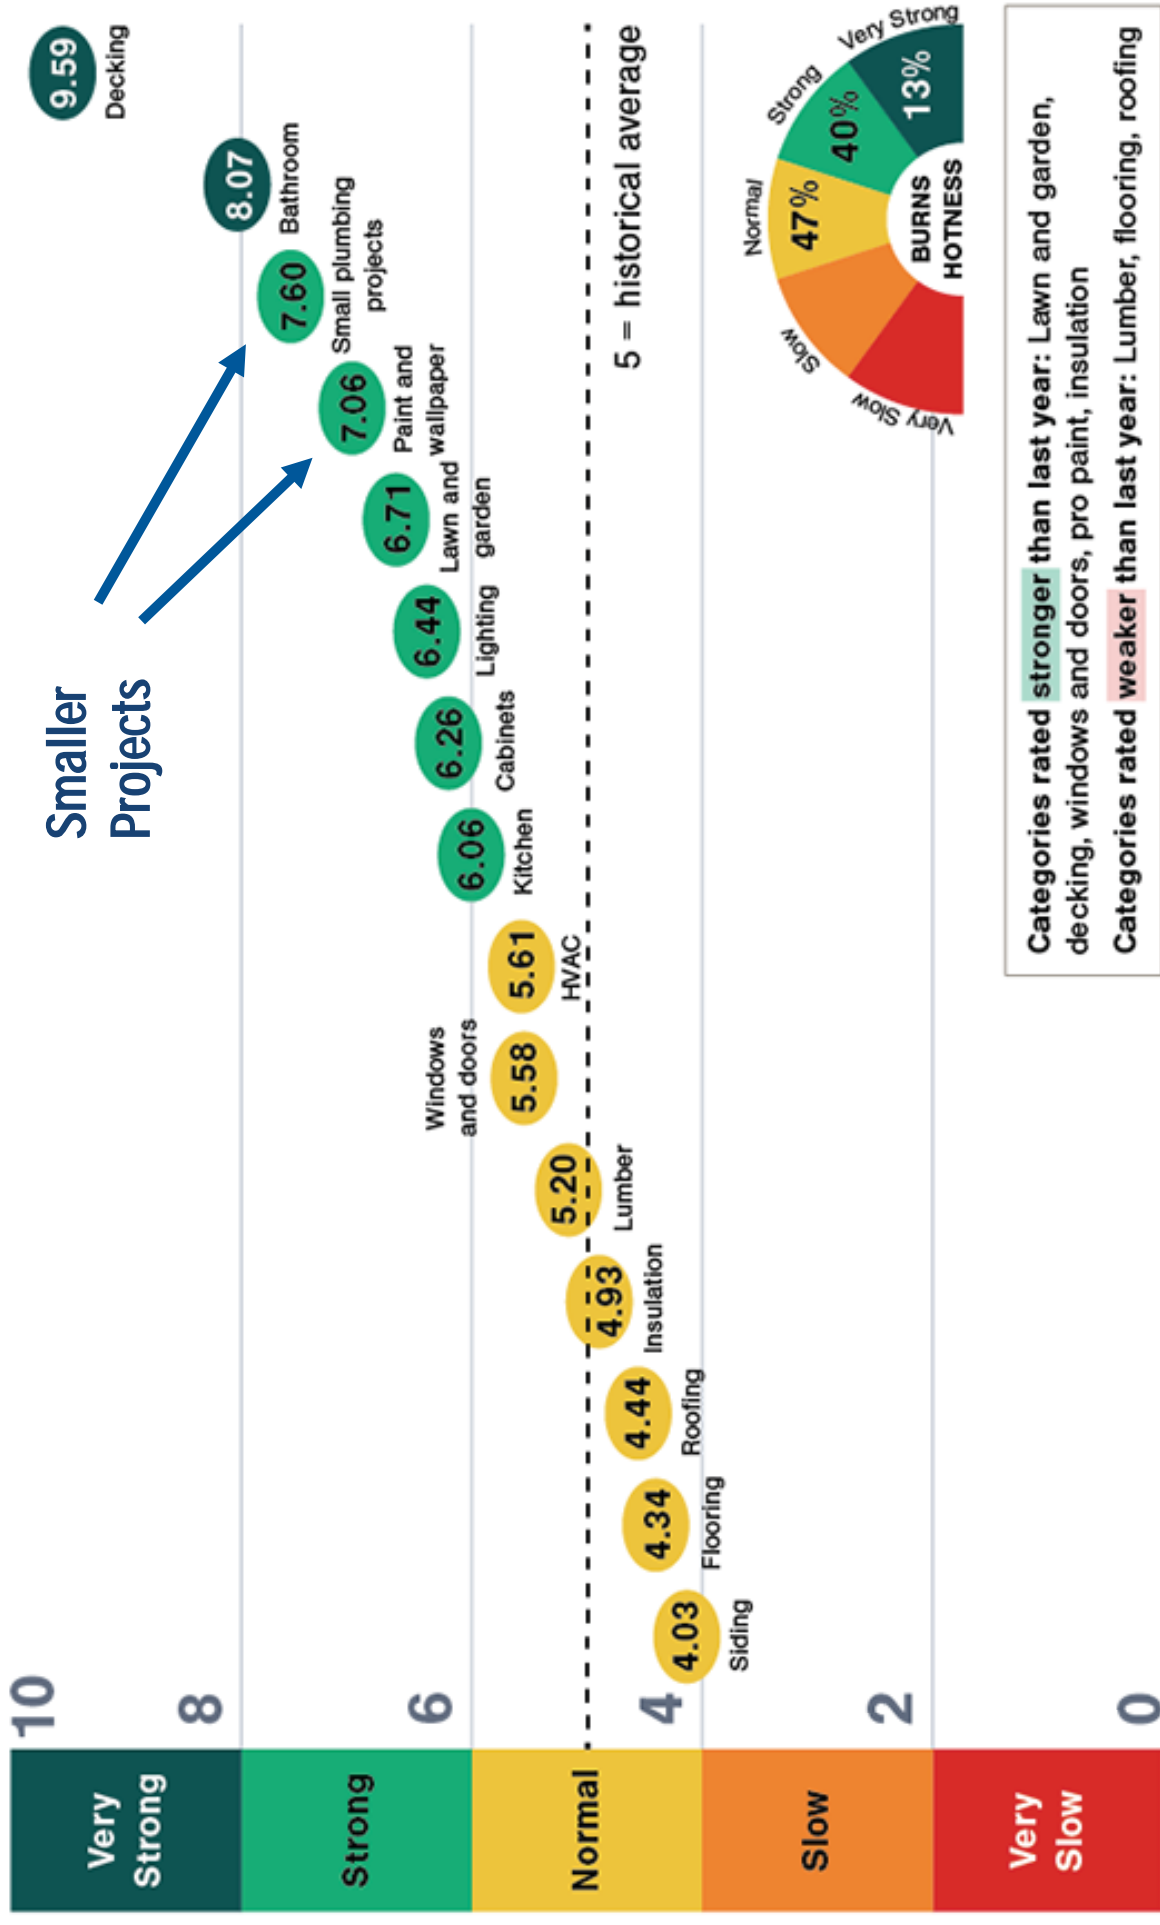 Smaller
Projects
10
8
6
4
2
0
Very
Strong
Strong
Normal
Slow
Very
Slow
4.03
Siding
4.34
Flooring
4.44
Roofing
4.93
Insulation
5.20
Lumber
Windows
and doors
5.58
5.61
HVAC
6.06
Kitchen
6.26
Cabinets
6.44
Lighting
6.71
Lawn and
garden
7.06
Paint and
wallpaper
7.60
Small plumbing
projects
8.07
Bathroom
9.59
Decking
5 = historical average
Very Slow
Slow
Normal
Strong
Very Strong
47%
40%
13%
BURNS
HOTNESS
Categories rated stronger than last year: Lawn and garden,
decking, windows and doors, pro paint, insulation
Categories rated weaker than last year: Lumber, flooring, roofing